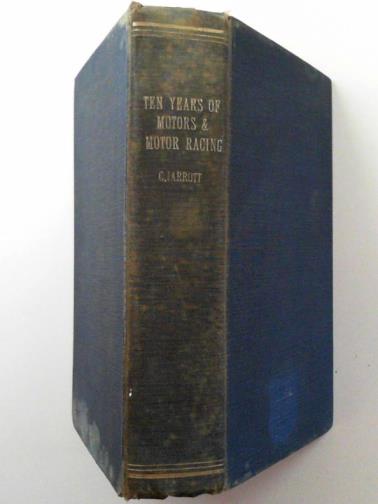 TEN YEARS OF
MOTORS &
MOTOR RACING
C. JARROTT